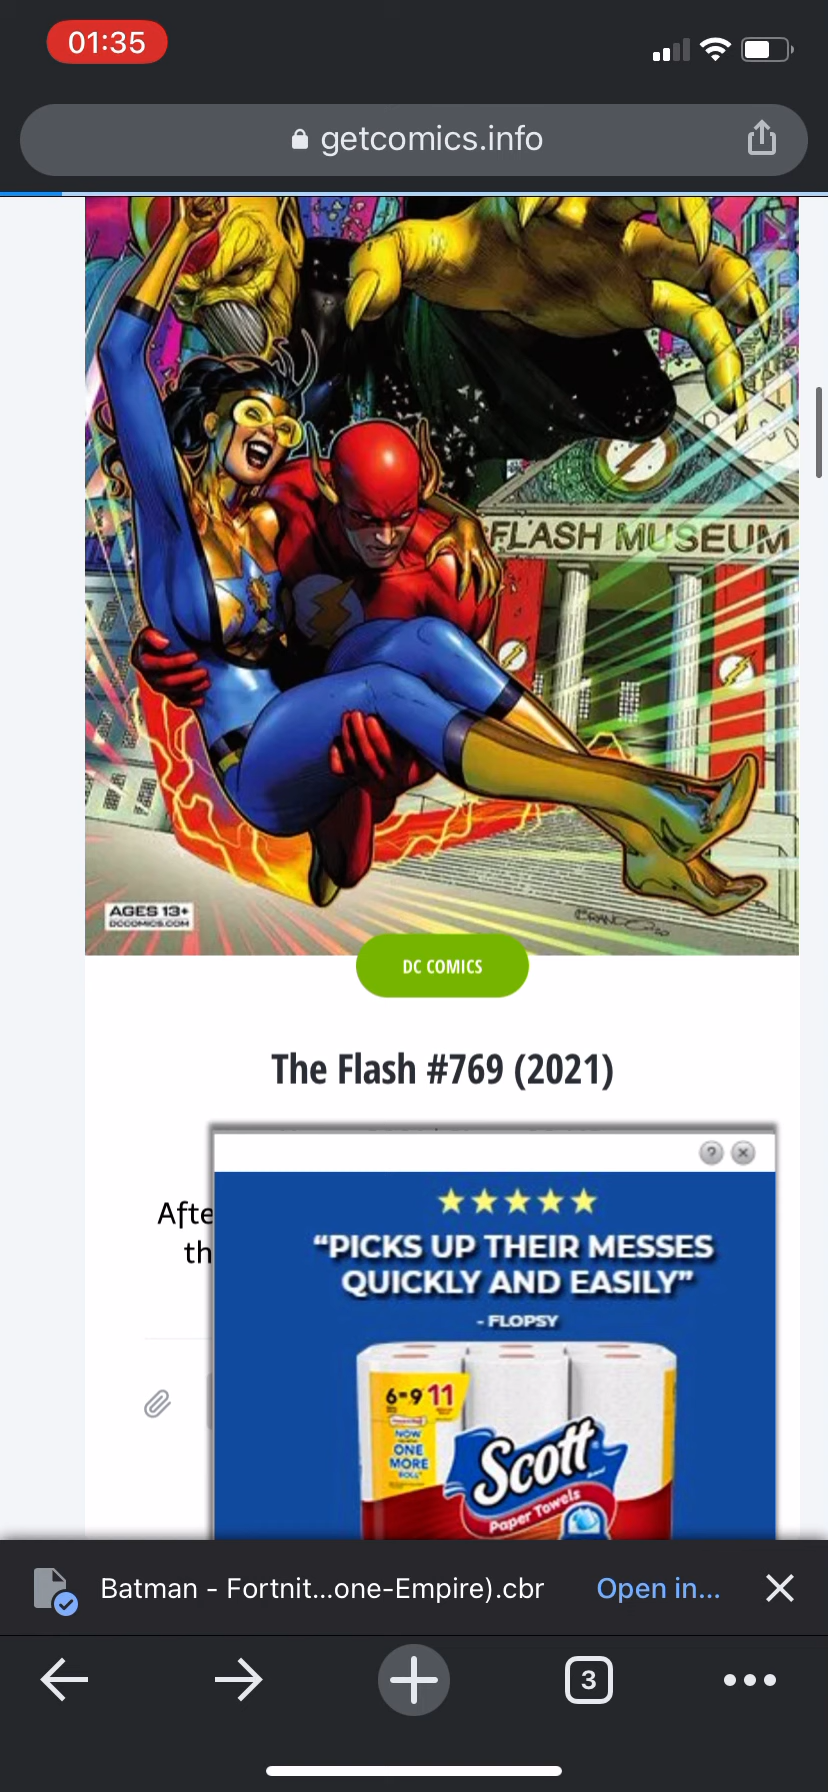 01:35
getcomics.info
FLASH MUSEUM
AGES 13+
DCCOMICS.COM
DC COMICS
The Flash #769 (2021)
Afte
th
★★★★★
“PICKS UP THEIR MESSES
QUICKLY AND EASILY”
- FLOPSY
6=9 11
NOW
ONE
MORE
ROLL*
Scott
Paper Towels
Batman - Fortnit...one-Empire).cbr
Open in...
3